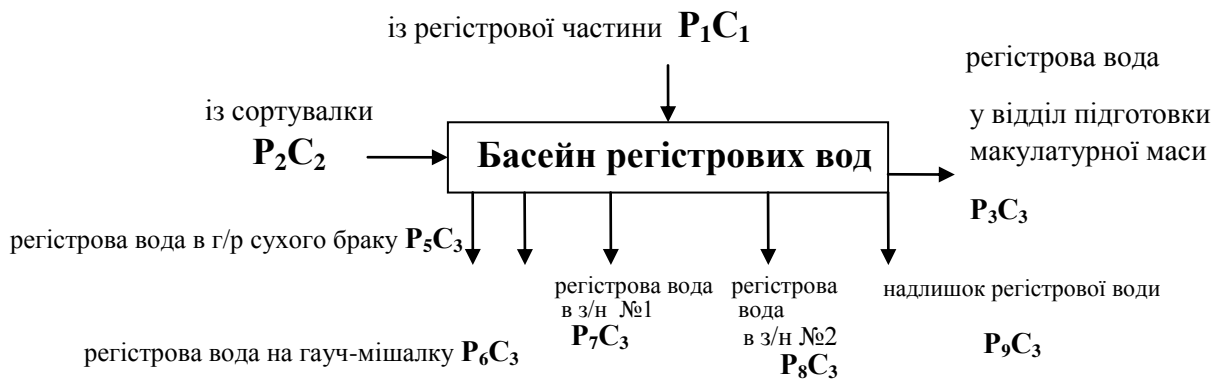 із регістрової частини P₁C₁
регістрова вода
у відділ підготовки
макулатурної маси
P₃C₃
із сортувалки
P₂C₂
Басейн регістрових вод
регістрова вода в г/р сухого браку P₅C₃
регістрова вода на гауч-мішалку P₆C₃
регістрова вода
в з/н №1
P₇C₃
регістрова
вода
в з/н №2
P₈C₃
надлишок регістрової води
P₉C₃